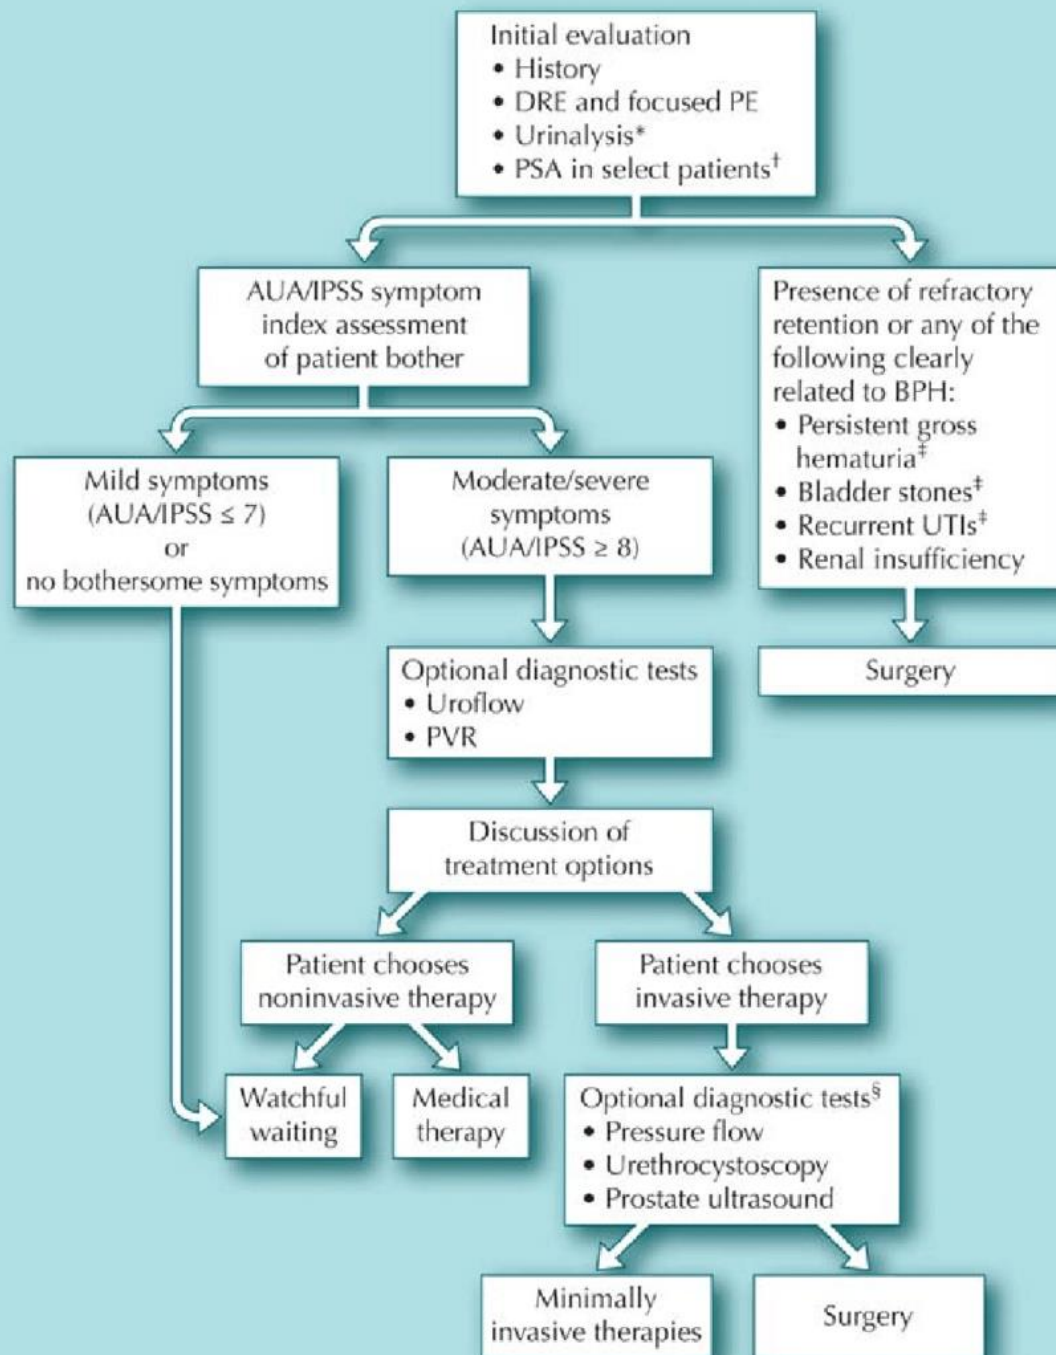 Initial evaluation
• History
• DRE and focused PE
• Urinalysis*
• PSA in select patients†
AUA/IPSS symptom
index assessment
of patient bother
Presence of refractory
retention or any of the
following clearly
related to BPH:
• Persistent gross
hematuria‡
• Bladder stones‡
• Recurrent UTIs‡
• Renal insufficiency
Mild symptoms
(AUA/IPSS ≤ 7)
or
no bothersome symptoms
Moderate/severe
symptoms
(AUA/IPSS ≥ 8)
Surgery
Optional diagnostic tests
• Uroflow
• PVR
Discussion of
treatment options
Patient chooses
noninvasive therapy
Patient chooses
invasive therapy
Watchful
waiting
Medical
therapy
Optional diagnostic tests§
• Pressure flow
• Urethrocystoscopy
• Prostate ultrasound
Minimally
invasive therapies
Surgery